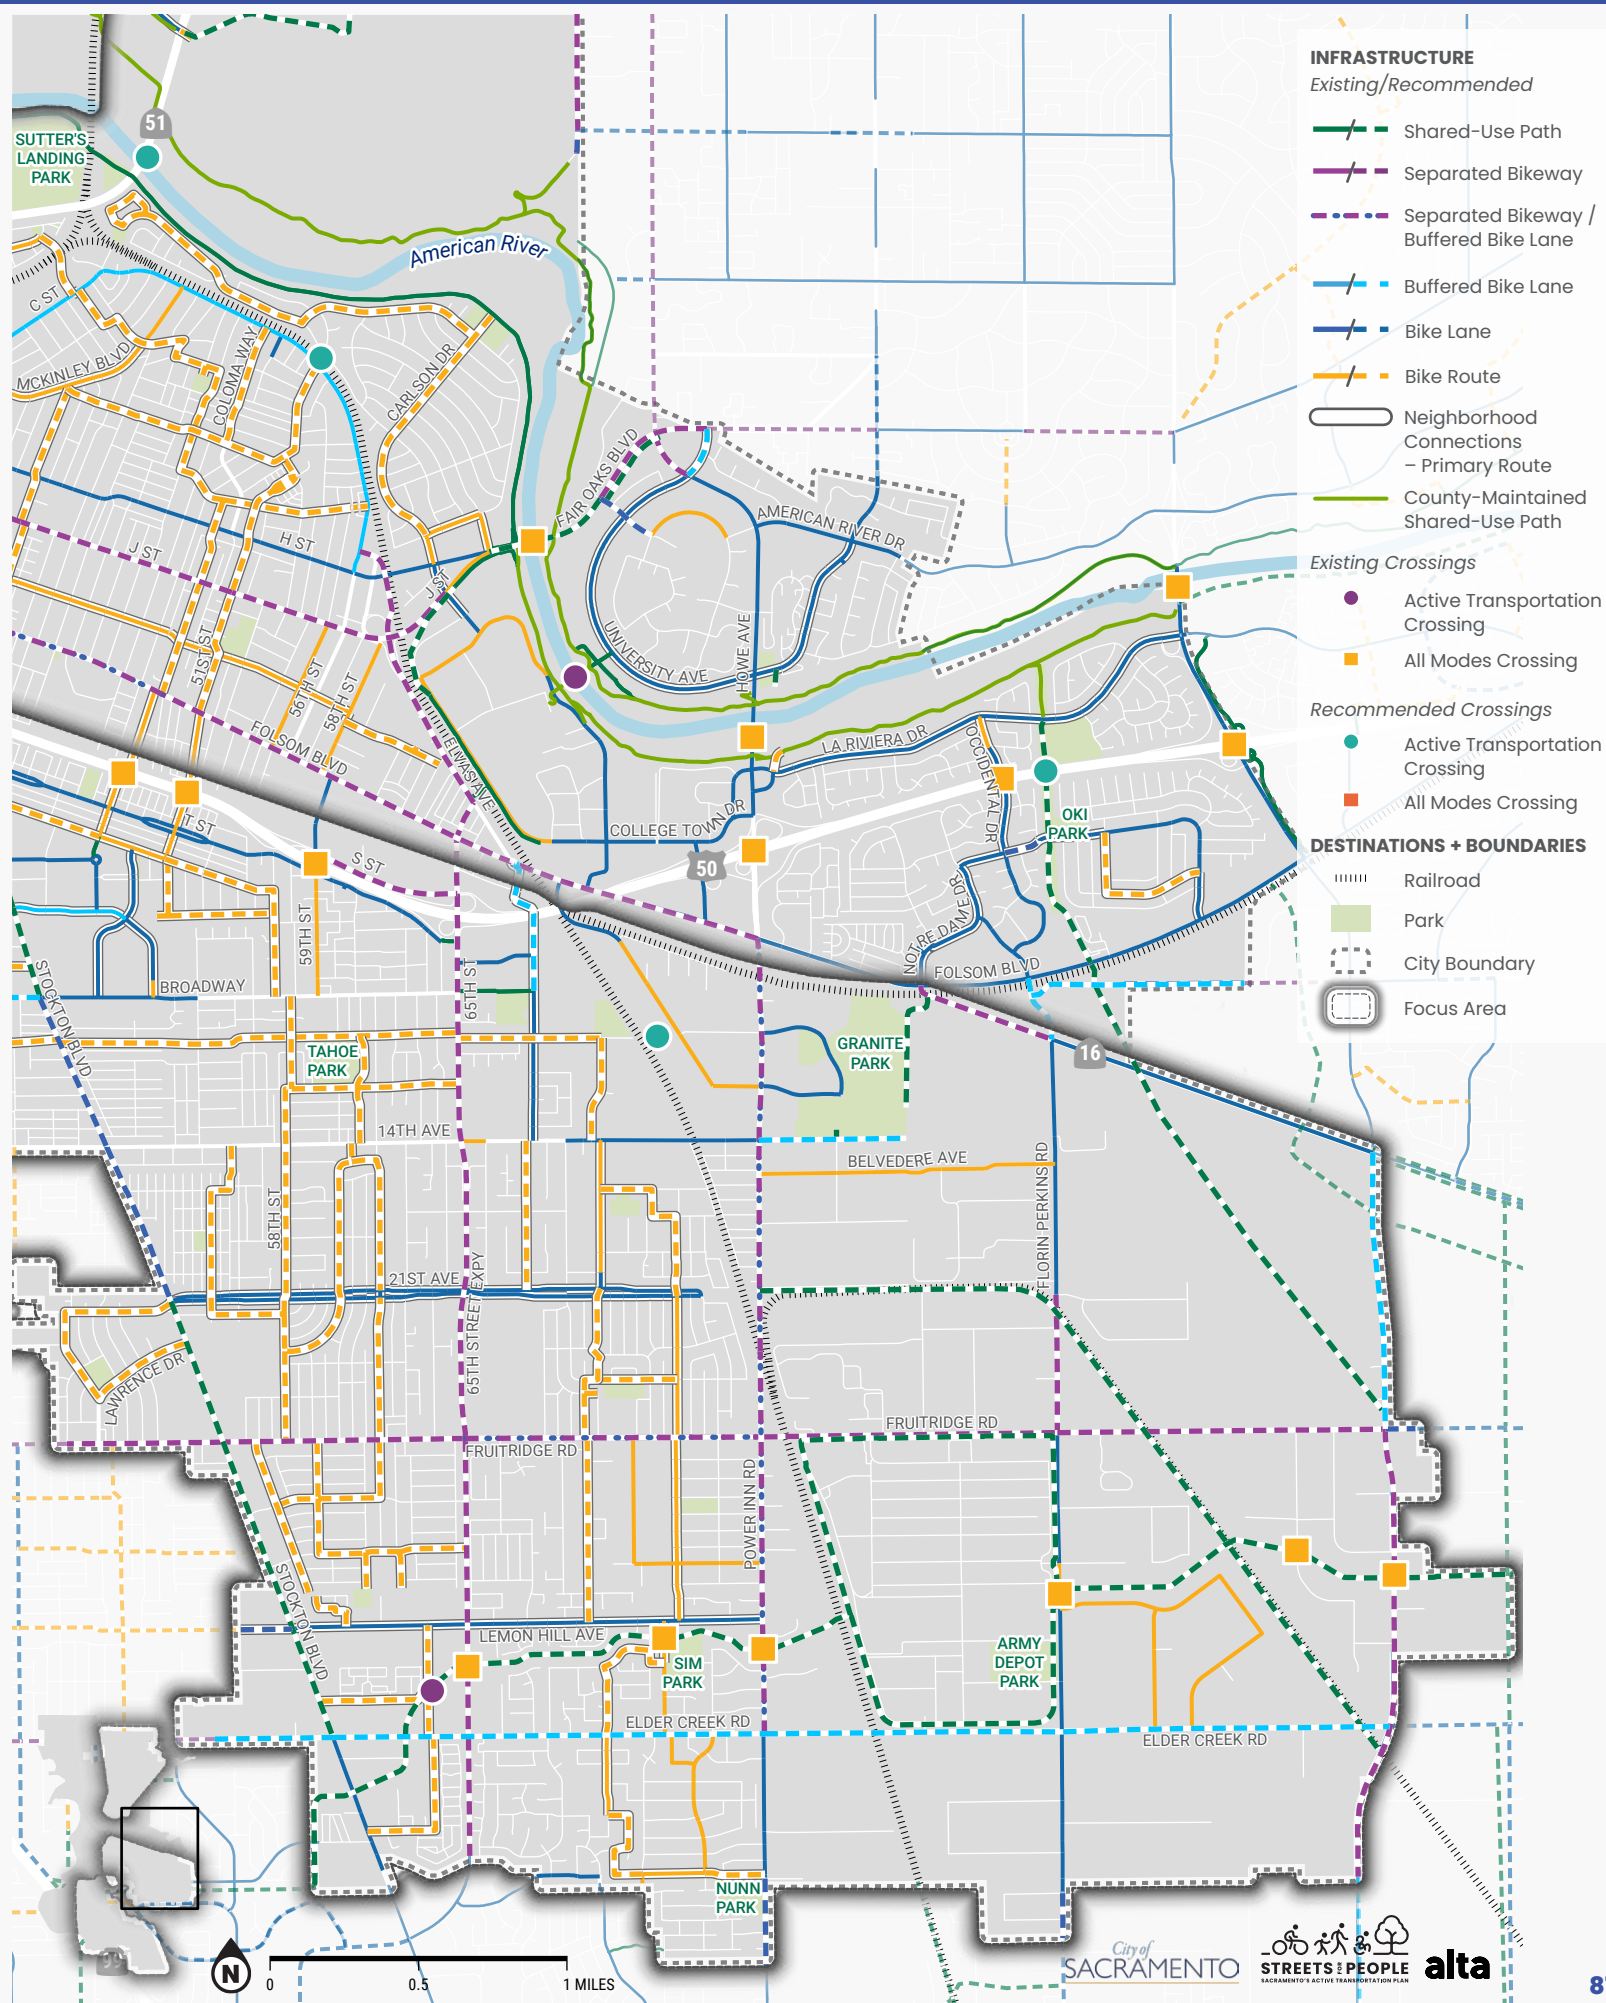 INFRASTRUCTURE
Existing/Recommended
Shared-Use Path
Separated Bikeway
Separated Bikeway /
Buffered Bike Lane
Buffered Bike Lane
Bike Lane
Bike Route
Neighborhood
Connections
– Primary Route
County-Maintained
Shared-Use Path
Existing Crossings
Active Transportation
Crossing
All Modes Crossing
Recommended Crossings
Active Transportation
Crossing
All Modes Crossing
DESTINATIONS + BOUNDARIES
Railroad
Park
City Boundary
Focus Area
51
SUTTER'S
LANDING
PARK
American River
C ST
MCKINLEY BLVD
COLOMA WAY
CARLSON DR
FAIR OAKS BLVD
AMERICAN RIVER DR
J ST
H ST
J ST
51ST ST
56TH ST
58TH ST
FOLSOM BLVD
ELVAS AVE
UNIVERSITY AVE
HOWE AVE
LA RIVIERA DR
OCCIDENTAL DR
OKI
PARK
COLLEGE TOWN DR
50
T ST
S ST
59TH ST
NOTRE DAME DR
FOLSOM BLVD
65TH ST
BROADWAY
STOCKTON BLVD
TAHOE
PARK
GRANITE
PARK
16
14TH AVE
BELVEDERE AVE
FLORIN PERKINS RD
58TH ST
21ST AVE
65TH STREET EXPY
LAWRENCE DR
FRUITRIDGE RD
FRUITRIDGE RD
POWER INN RD
STOCKTON BLVD
LEMON HILL AVE
SIM
PARK
ARMY
DEPOT
PARK
ELDER CREEK RD
ELDER CREEK RD
NUNN
PARK
99
N
0 0.5 1 MILES
City of
SACRAMENTO
STREETS FOR PEOPLE
SACRAMENTO'S ACTIVE TRANSPORTATION PLAN
alta